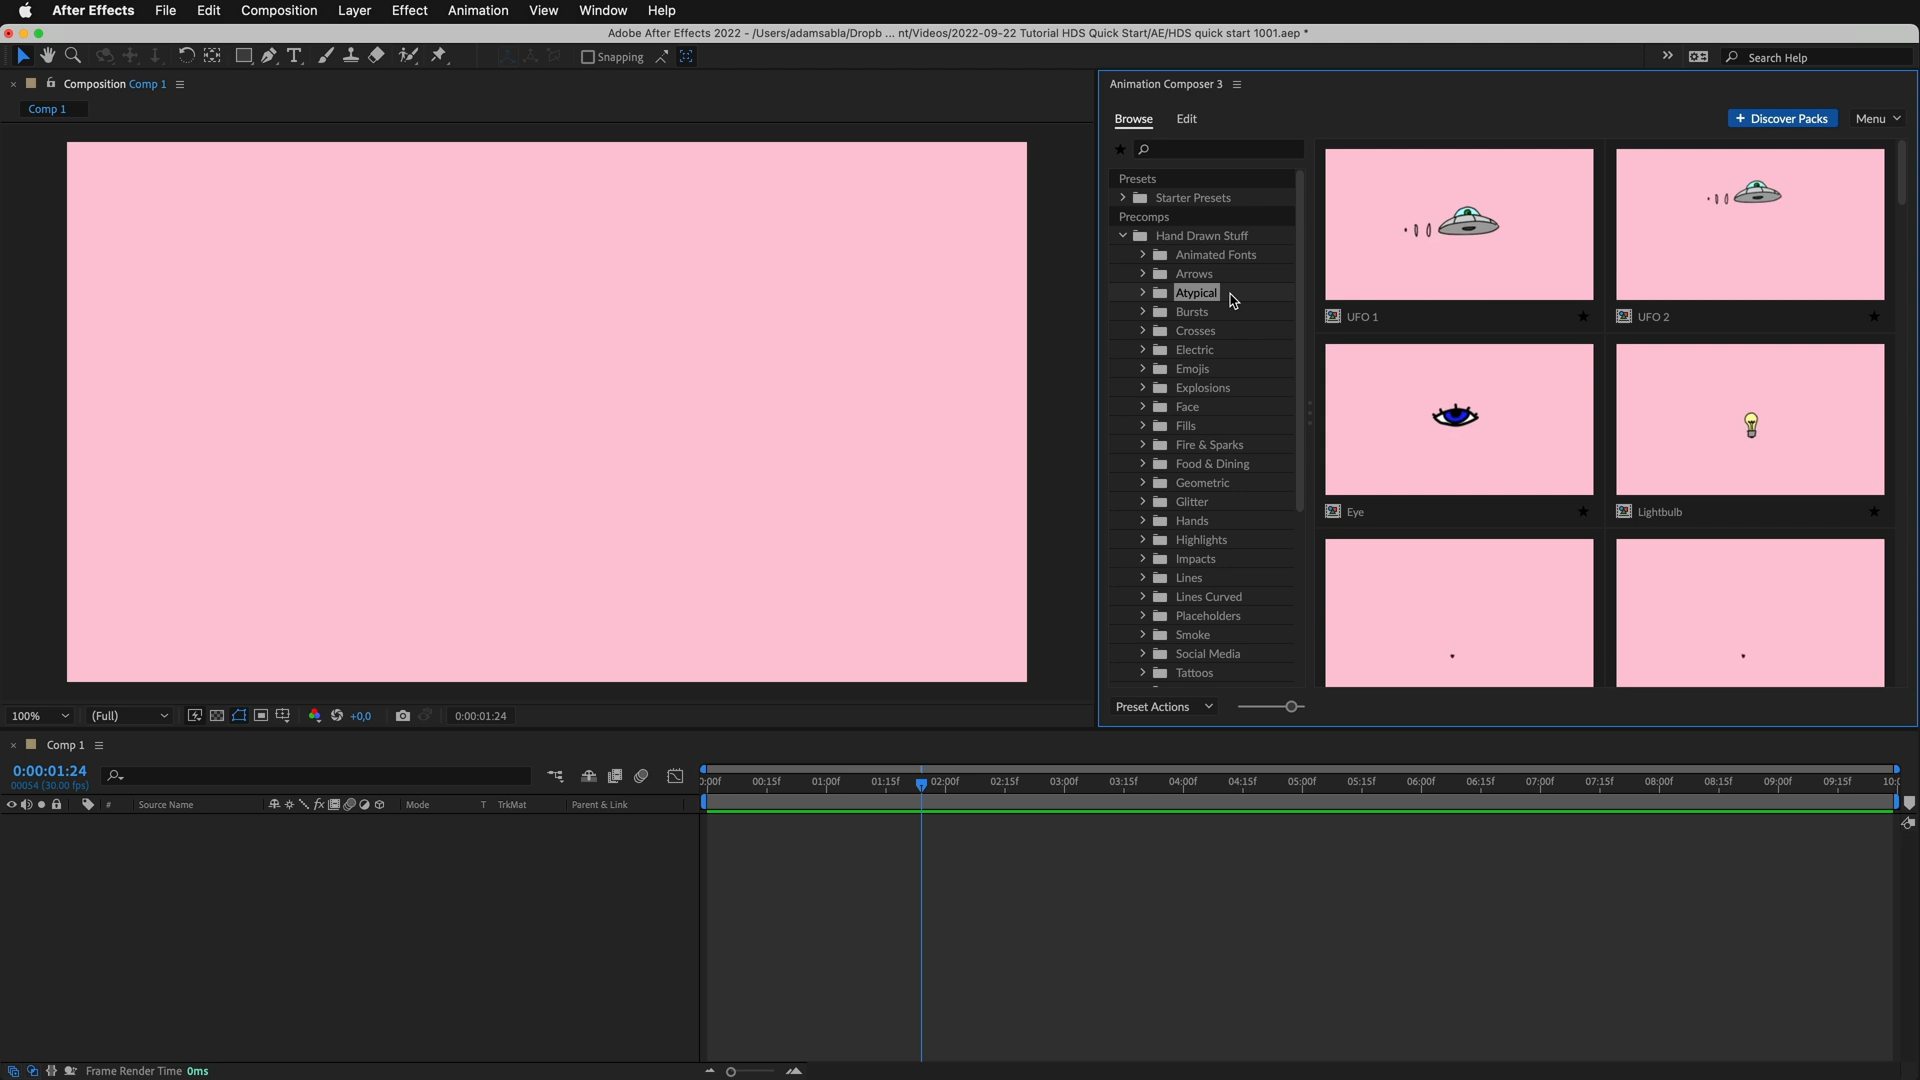 After Effects File Edit Composition Layer Effect Animation View Window Help
Adobe After Effects 2022 - /Users/adamsabla/Dropb ... nt/Videos/2022-09-22 Tutorial HDS Quick Start/AE/HDS quick start 1001.aep *
Snapping
Search Help
Composition Comp 1
Comp 1
Animation Composer 3
Browse Edit
+ Discover Packs
Menu
Presets
Starter Presets
Precomps
Hand Drawn Stuff
Animated Fonts
Arrows
Atypical
Bursts
Crosses
Electric
Emojis
Explosions
Face
Fills
Fire & Sparks
Food & Dining
Geometric
Glitter
Hands
Highlights
Impacts
Lines
Lines Curved
Placeholders
Smoke
Social Media
Tattoos
UFO 1
UFO 2
Eye
Lightbulb
Preset Actions
100% (Full) +0,0 0:00:01:24
Comp 1
0:00:01:24
00054 (30.00 fps)
# Source Name fx Mode T TrkMat Parent & Link
):00f 00:15f 01:00f 01:15f 02:00f 02:15f 03:00f 03:15f 04:00f 04:15f 05:00f 05:15f 06:00f 06:15f 07:00f 07:15f 08:00f 08:15f 09:00f 09:15f 10:(
Frame Render Time 0ms